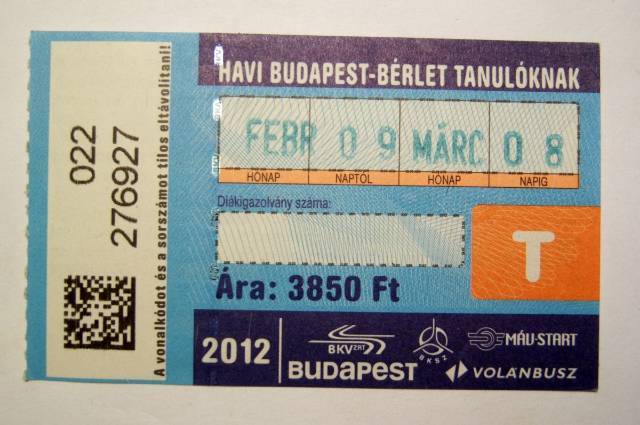 022
276927
A vonalkódot és a sorszámot tilos eltávolítani!
HAVI BUDAPEST-BÉRLET TANULÓKNAK
FEBR 09 MÁRC 08
HÓNAP NAPTÓL HÓNAP NAPIG
Diákigazolvány száma:
T
Ára: 3850 Ft
2012
BKV ZRT
BUDAPEST
BKSZ
MÁV-START
VOLÁNBUSZ